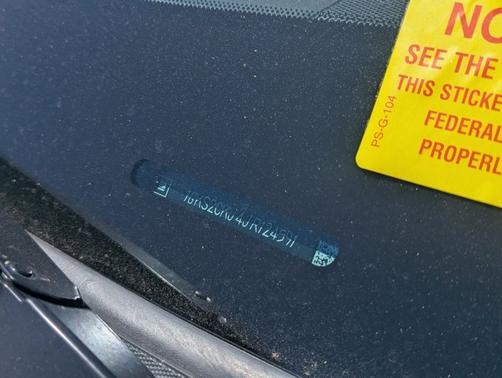 NO
SEE THE
THIS STICKE
FEDERAL
PROPERL
PS-G-104